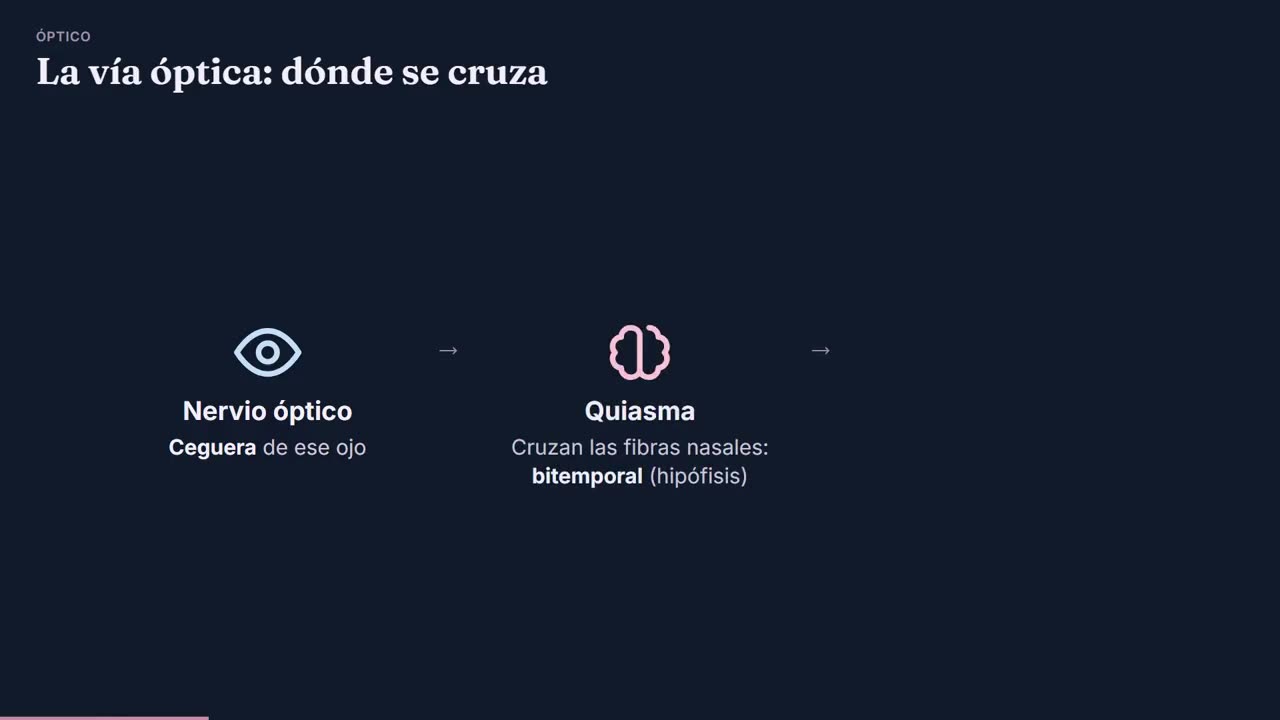 ÓPTICO
La vía óptica: dónde se cruza
→ →
Nervio óptico
Ceguera de ese ojo
Quiasma
Cruzan las fibras nasales:
bitemporal (hipófisis)